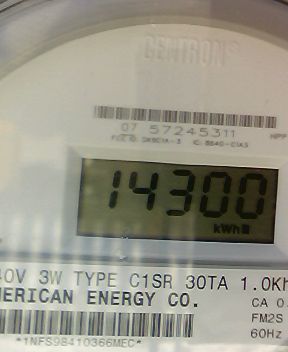 CENTRON®
07 57245311
14300
kWh
40V 3W TYPE C1SR 30TA 1.0Kh
MERICAN ENERGY CO.
CA 0.
FM2S
60Hz
*1NFS98410366MEC*